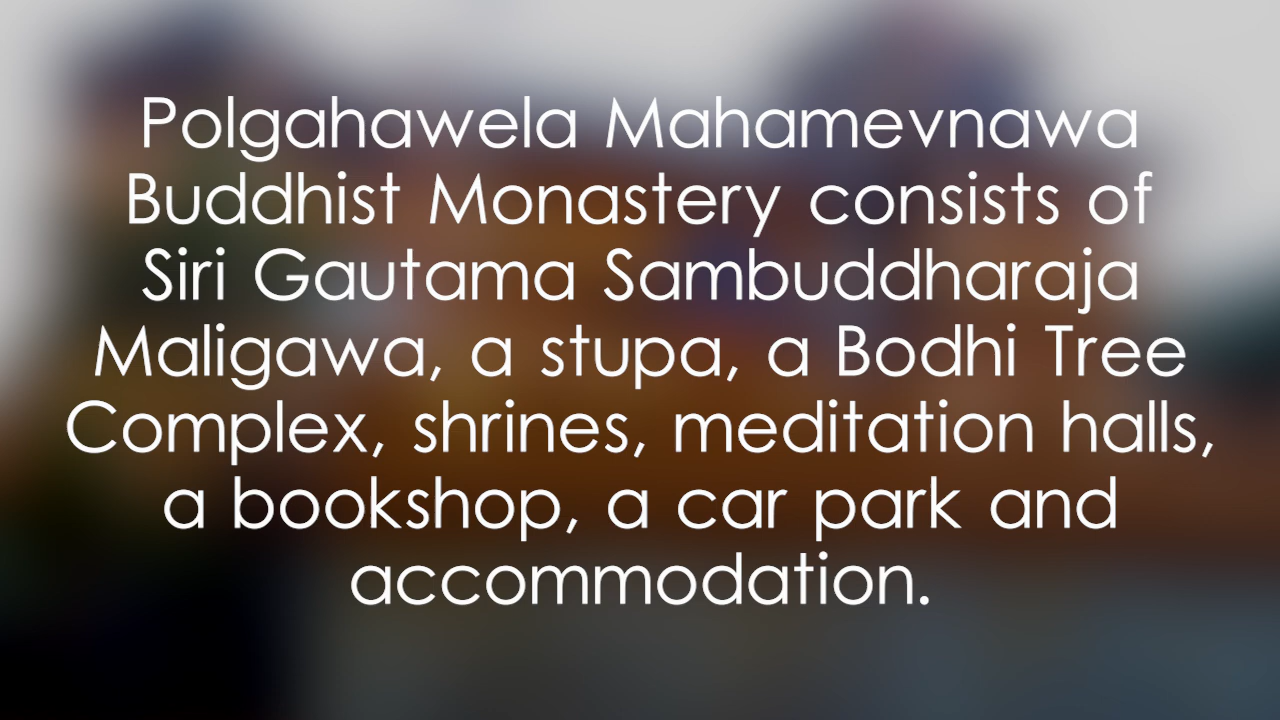 Polgahawela Mahamevnawa
Buddhist Monastery consists of
Siri Gautama Sambuddharaja
Maligawa, a stupa, a Bodhi Tree
Complex, shrines, meditation halls,
a bookshop, a car park and
accommodation.